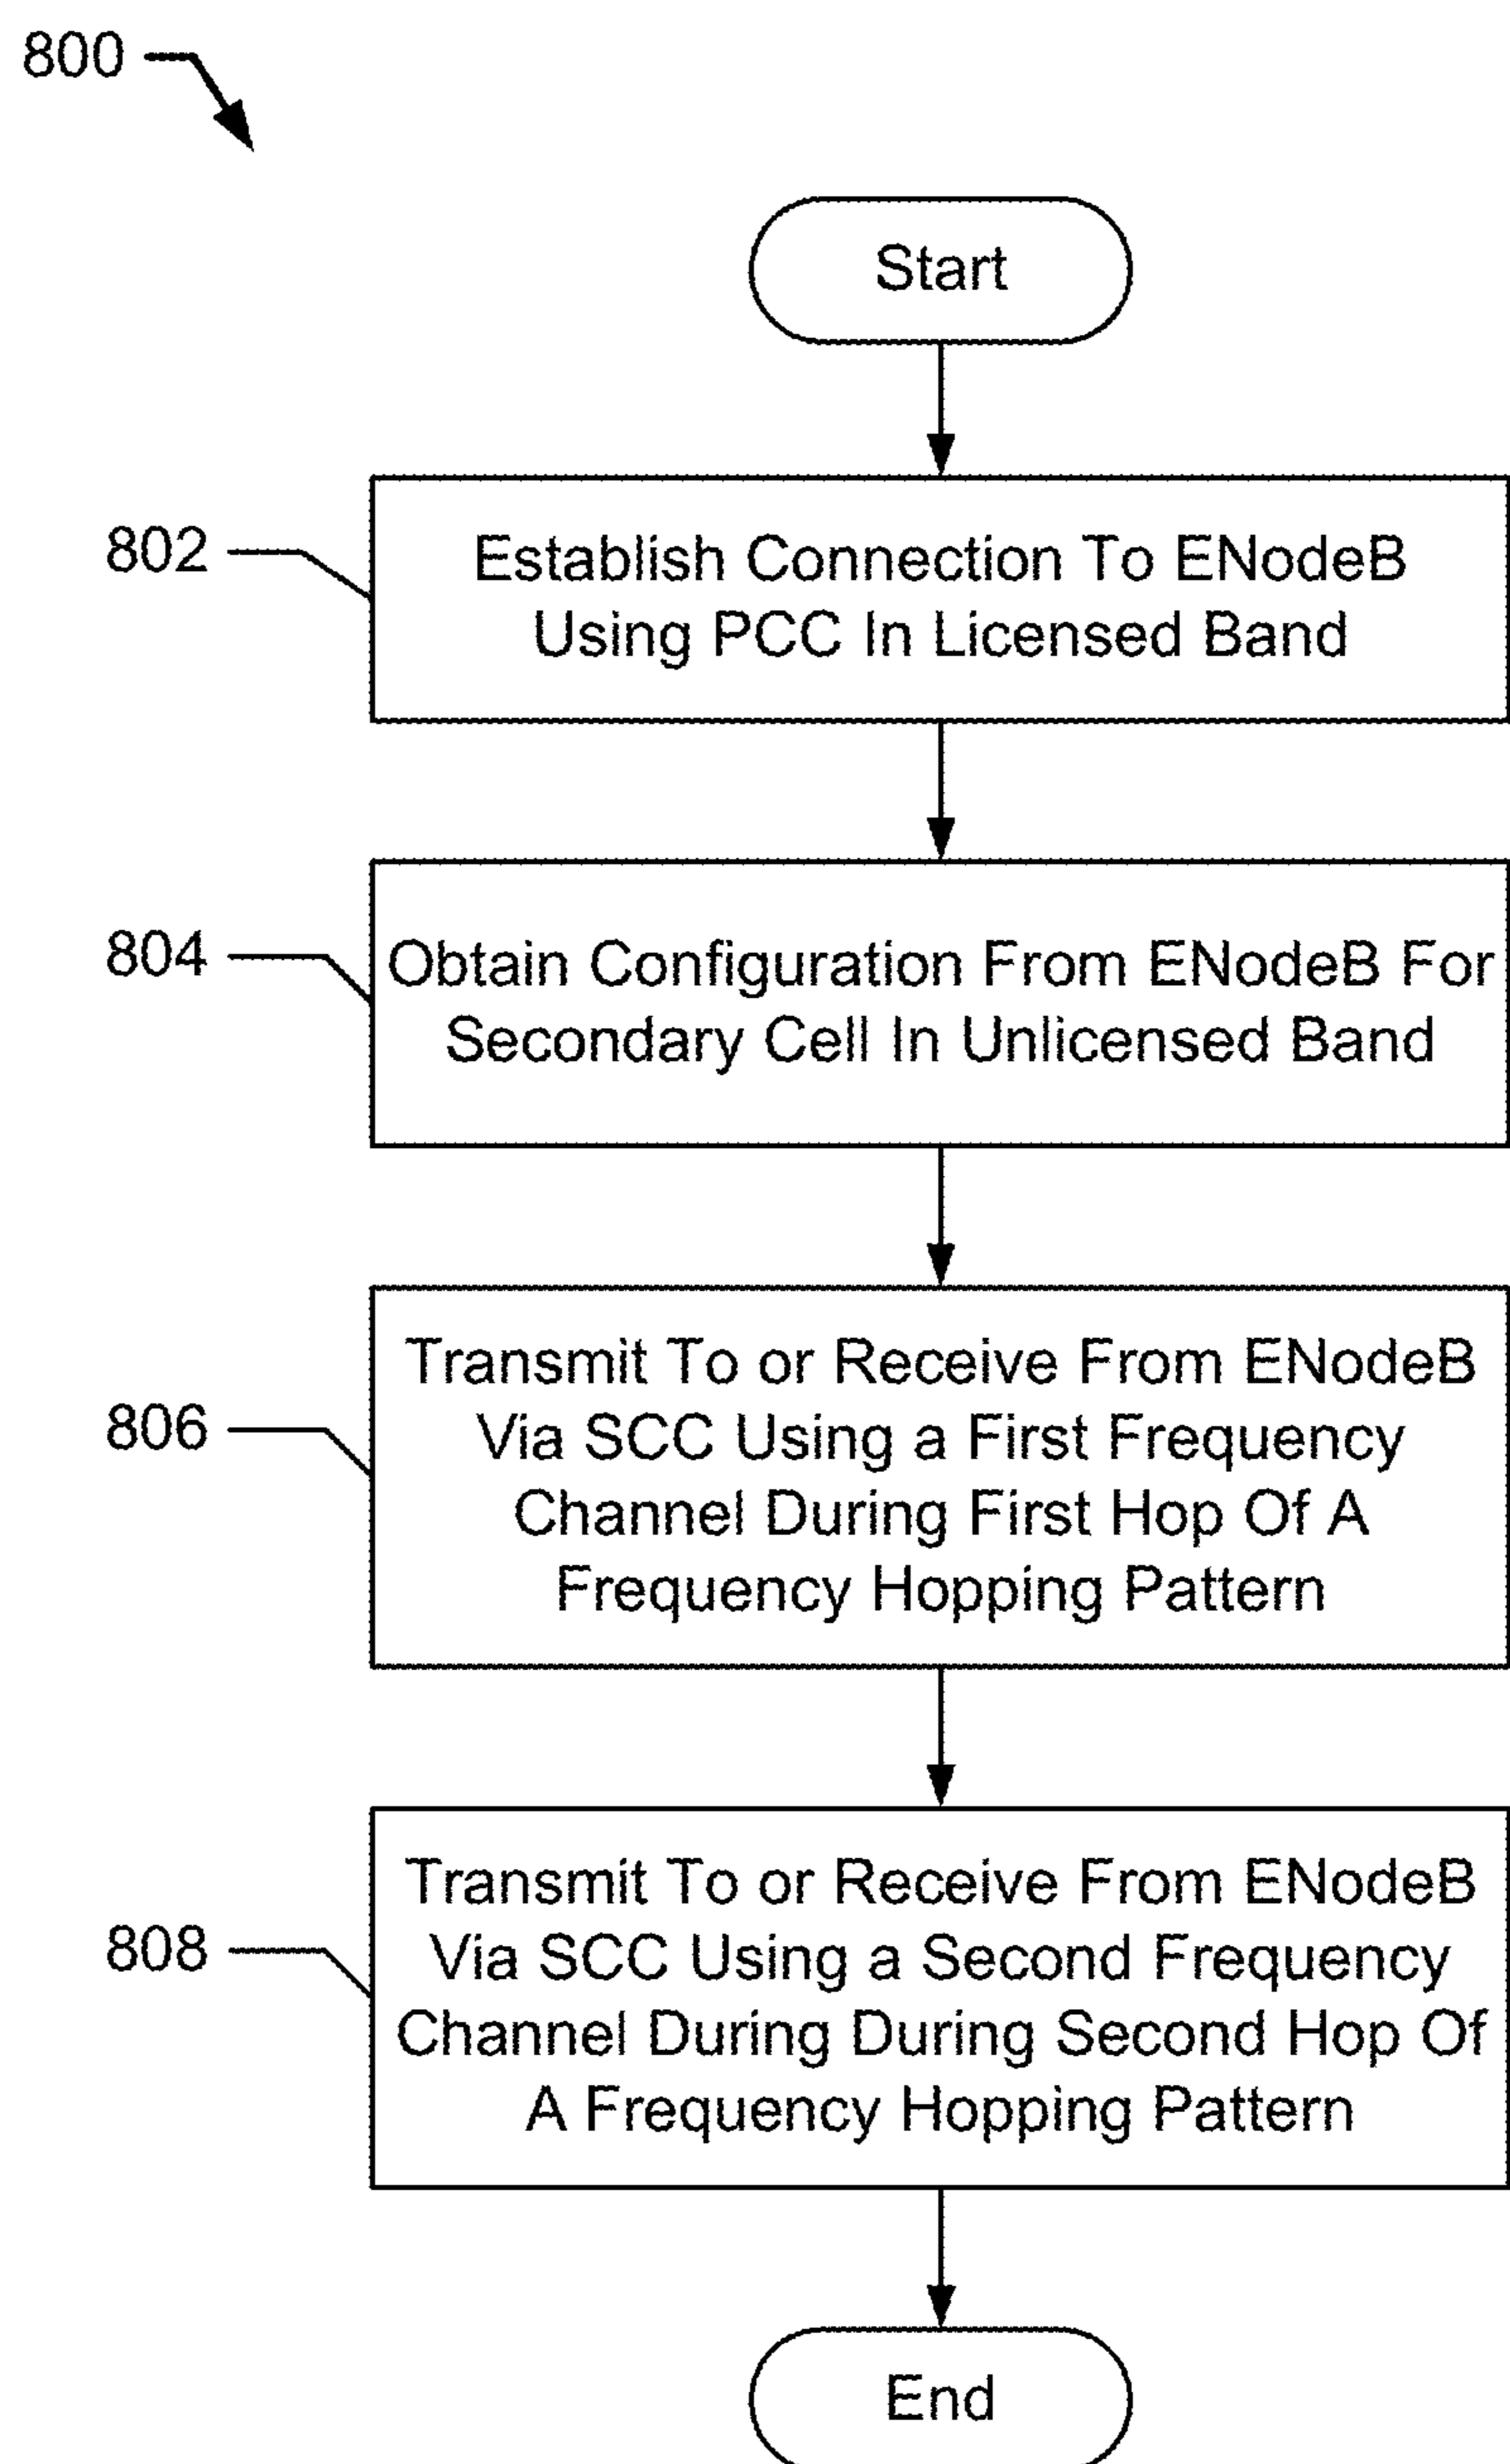 800
Start
802
Establish Connection To ENodeB
Using PCC In Licensed Band
804
Obtain Configuration From ENodeB For
Secondary Cell In Unlicensed Band
806
Transmit To or Receive From ENodeB
Via SCC Using a First Frequency
Channel During First Hop Of A
Frequency Hopping Pattern
808
Transmit To or Receive From ENodeB
Via SCC Using a Second Frequency
Channel During During Second Hop Of
A Frequency Hopping Pattern
End